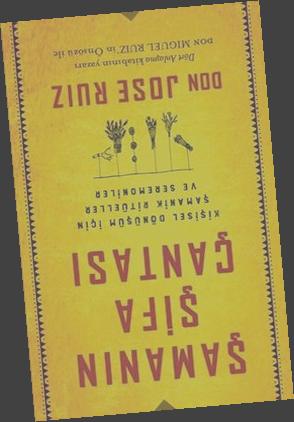 ŞAMANIN
ŞİFA
ÇANTASI
KİŞİSEL DÖNÜŞÜM İÇİN
ŞAMANİK RİTÜELLER
VE SEREMONİLER
DON JOSE RUIZ
Dört Anlaşma kitabının yazarı
DON MIGUEL RUIZ'in Önsözü ile